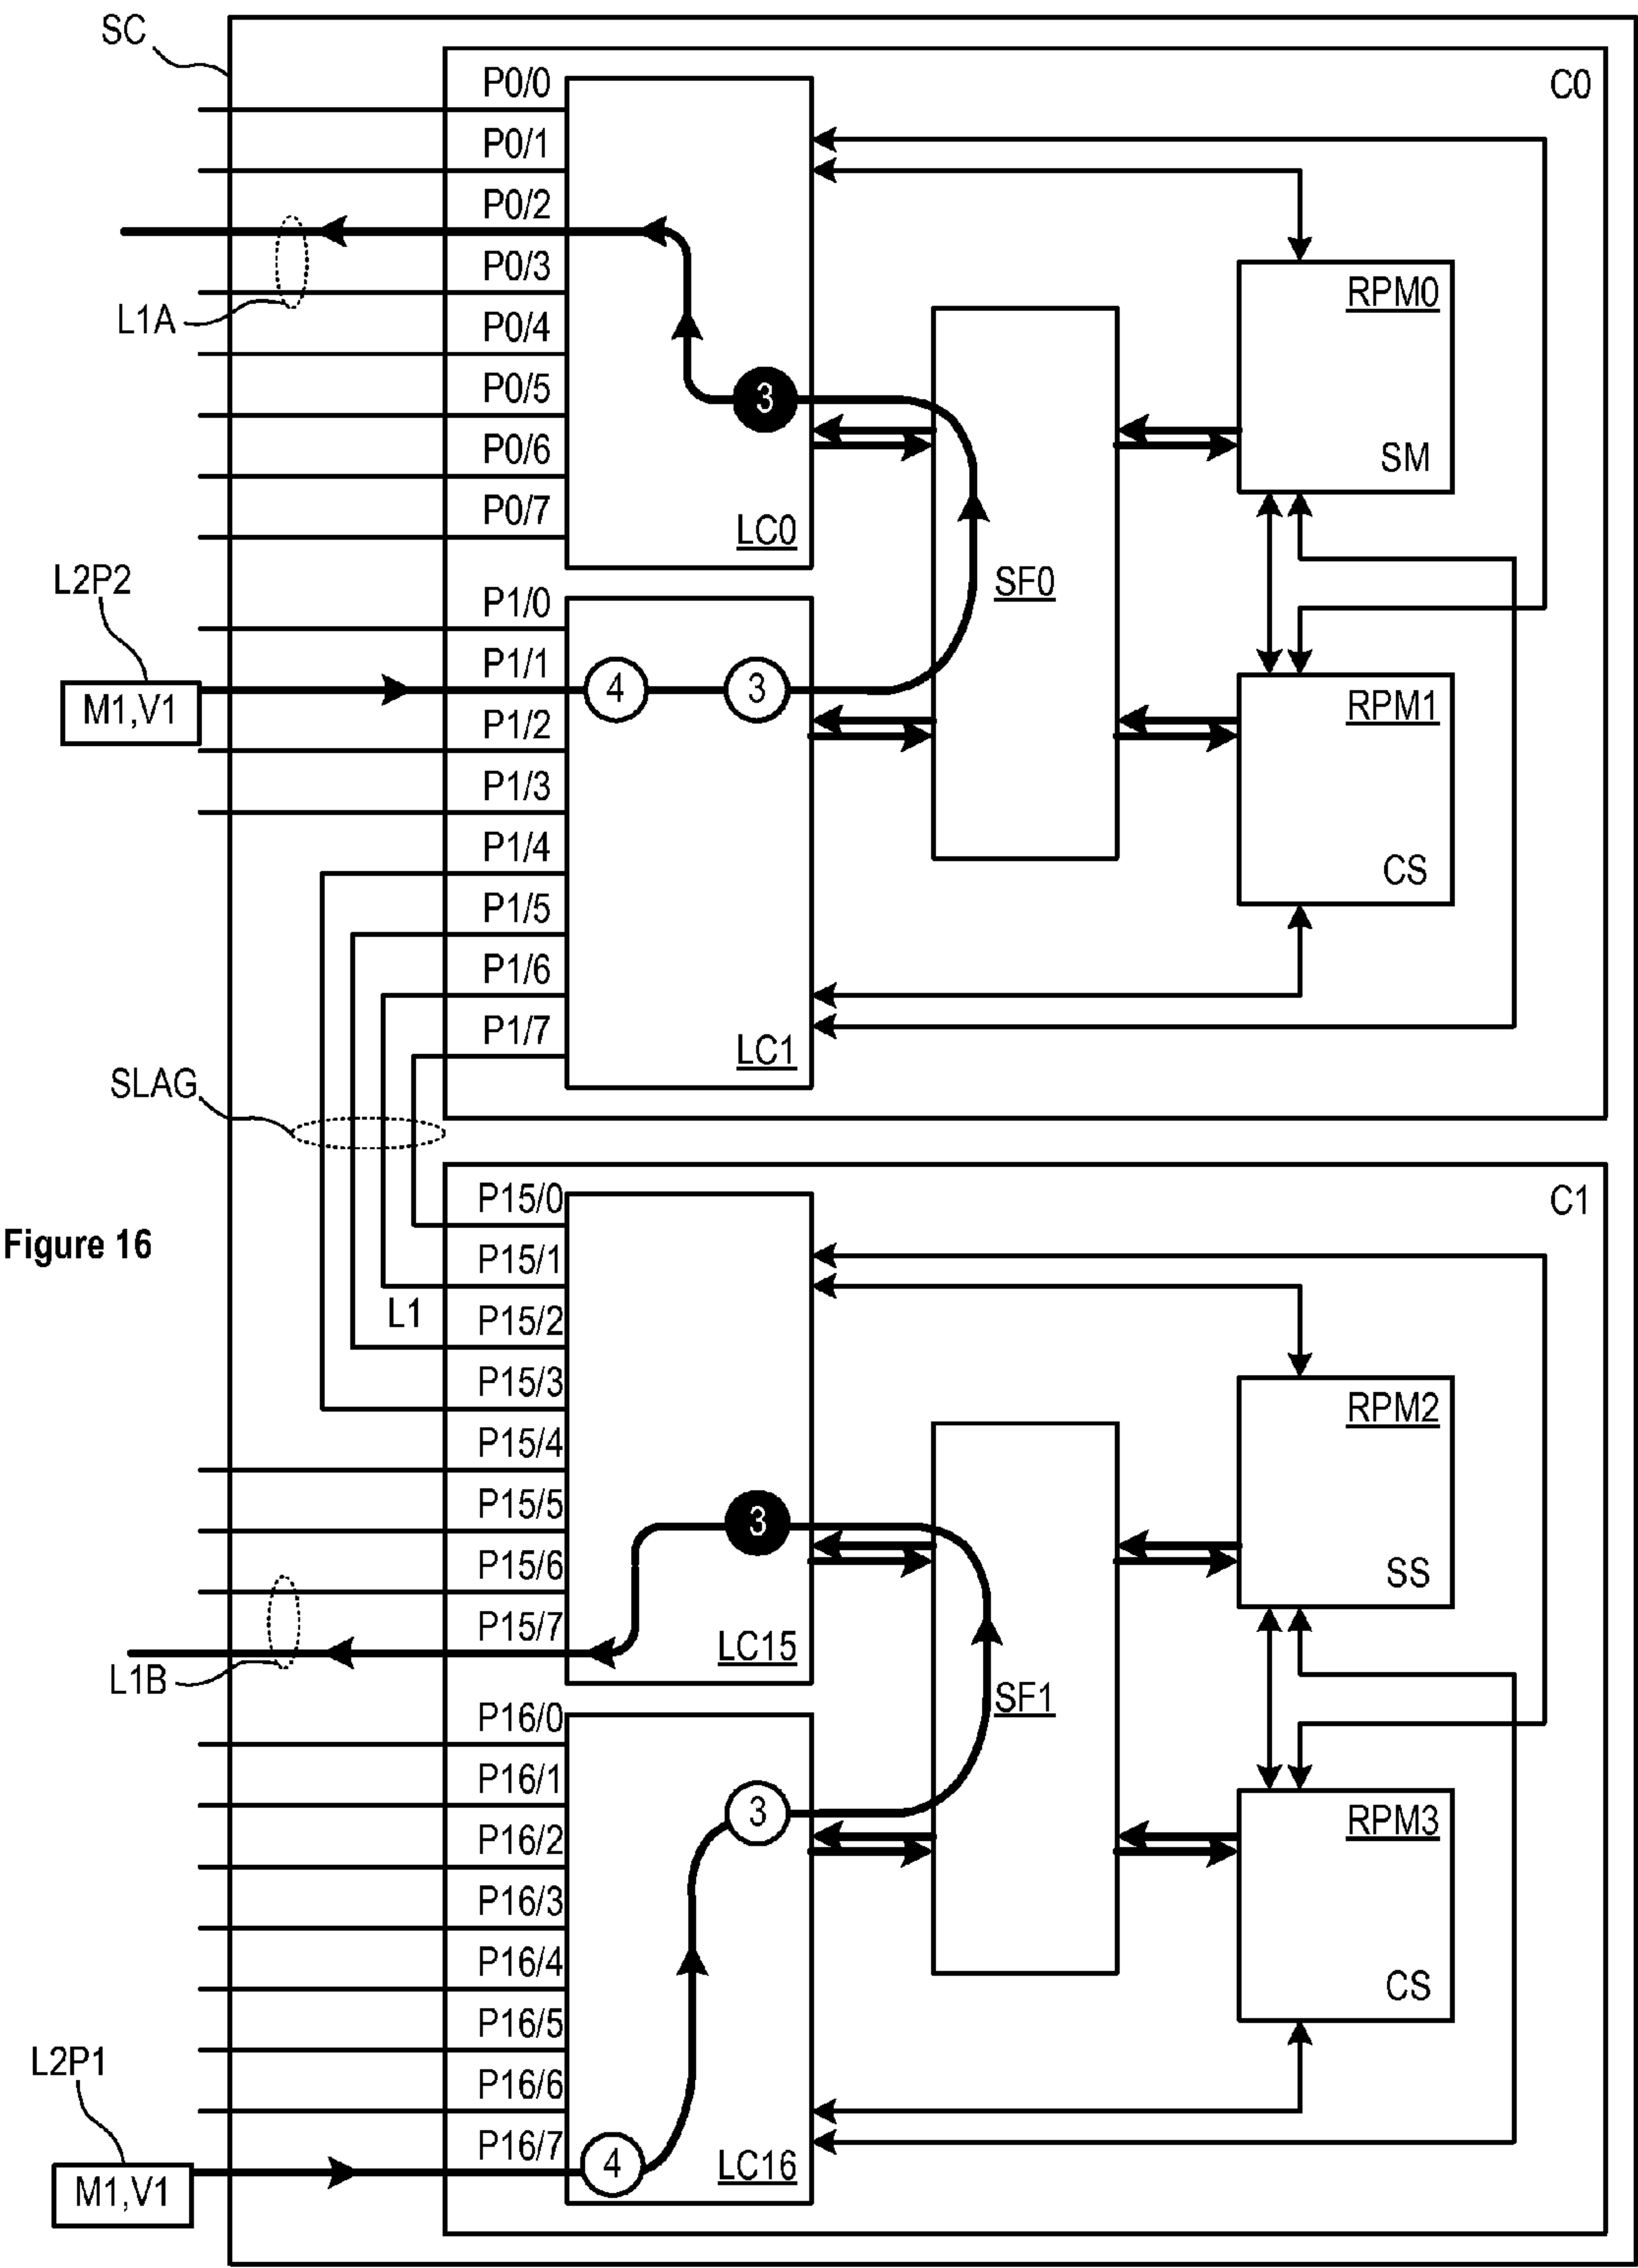 SC
C0
P0/0
P0/1
P0/2
P0/3
RPM0
L1A
P0/4
P0/5
3
P0/6
SM
P0/7
LC0
L2P2
SF0
P1/0
P1/1
4
3
M1,V1
RPM1
P1/2
P1/3
P1/4
CS
P1/5
P1/6
P1/7
LC1
SLAG
P15/0
C1
Figure 16
P15/1
L1
P15/2
P15/3
RPM2
P15/4
P15/5
3
P15/6
SS
P15/7
LC15
L1B
SF1
P16/0
P16/1
3
P16/2
RPM3
P16/3
P16/4
CS
P16/5
L2P1
P16/6
P16/7
4
LC16
M1,V1